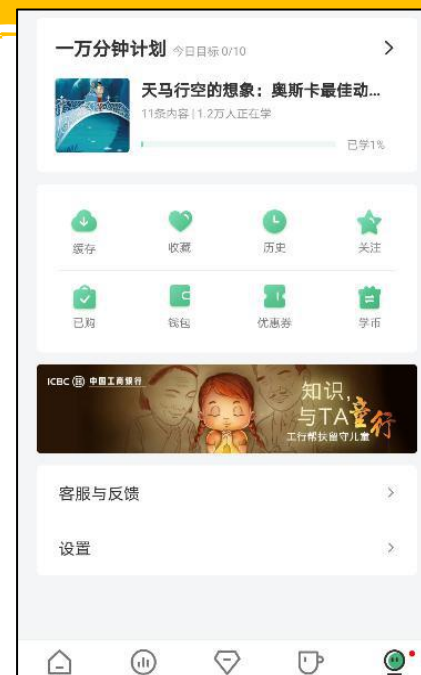 一万分钟计划 今日目标 0/10
天马行空的想象：奥斯卡最佳动...
11条内容 | 1.2万人正在学
已学1%
缓存 收藏 历史 关注
已购 钱包 优惠券 学币
ICBC 中国工商银行
知识，
与TA童行
工行帮扶留守儿童
客服与反馈
设置